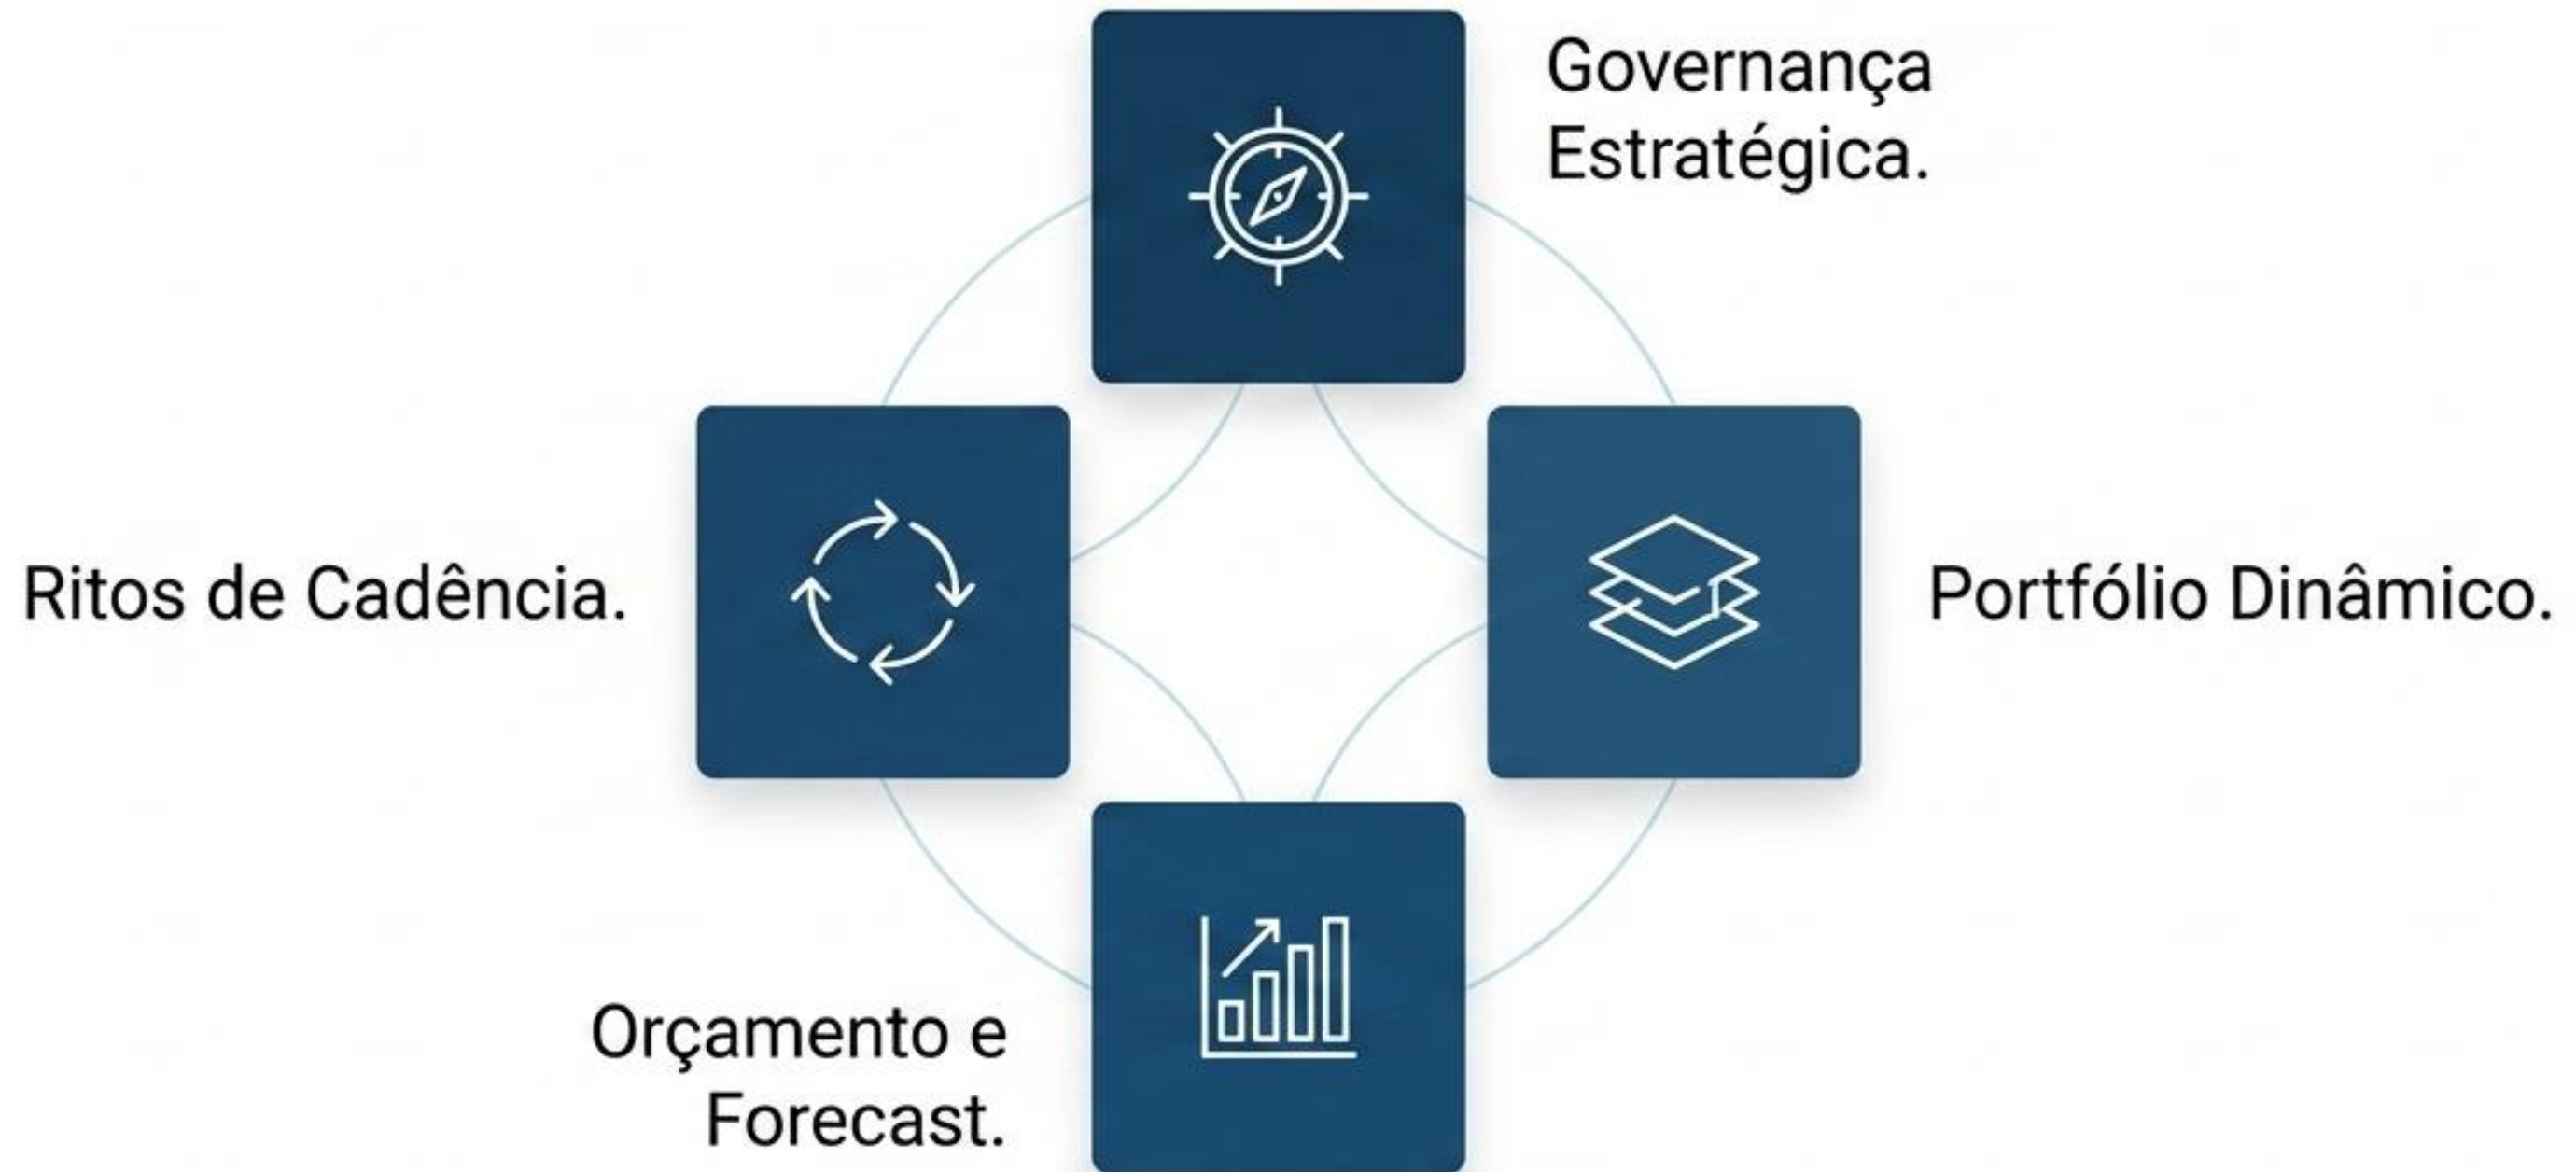 Governança
Estratégica.
Ritos de Cadência.
Portfólio Dinâmico.
Orçamento e
Forecast.